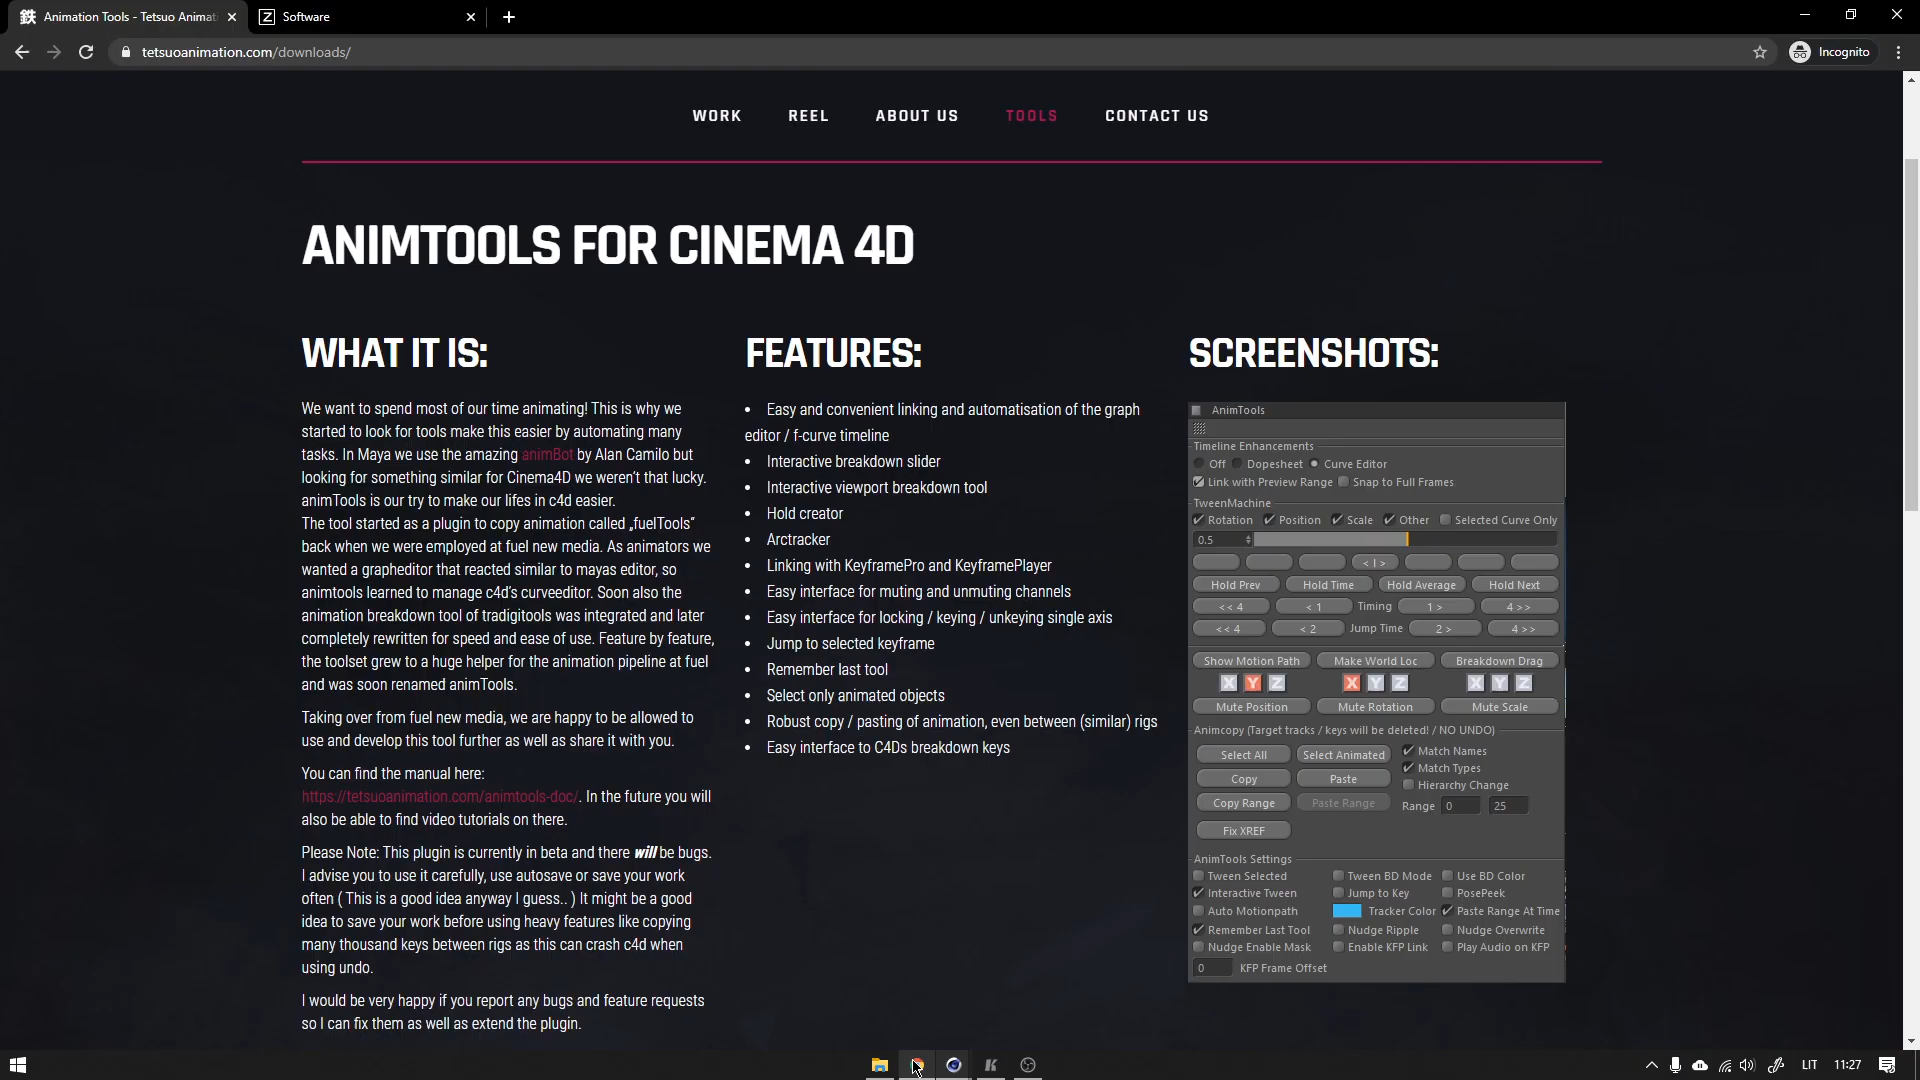 鉄 Animation Tools - Tetsuo Animat
Z Software
tetsuoanimation.com/downloads/
Incognito
WORK REEL ABOUT US TOOLS CONTACT US
ANIMTOOLS FOR CINEMA 4D
WHAT IT IS:
We want to spend most of our time animating! This is why we
started to look for tools make this easier by automating many
tasks. In Maya we use the amazing animBot by Alan Camilo but
looking for something similar for Cinema4D we weren't that lucky.
animTools is our try to make our lifes in c4d easier.
The tool started as a plugin to copy animation called „fuelTools"
back when we were employed at fuel new media. As animators we
wanted a grapheditor that reacted similar to mayas editor, so
animtools learned to manage c4d's curveeditor. Soon also the
animation breakdown tool of tradigitools was integrated and later
completely rewritten for speed and ease of use. Feature by feature,
the toolset grew to a huge helper for the animation pipeline at fuel
and was soon renamed animTools.
Taking over from fuel new media, we are happy to be allowed to
use and develop this tool further as well as share it with you.
You can find the manual here:
https://tetsuoanimation.com/animtools-doc/. In the future you will
also be able to find video tutorials on there.
Please Note: This plugin is currently in beta and there will be bugs.
I advise you to use it carefully, use autosave or save your work
often ( This is a good idea anyway I guess.. ) It might be a good
idea to save your work before using heavy features like copying
many thousand keys between rigs as this can crash c4d when
using undo.
I would be very happy if you report any bugs and feature requests
so I can fix them as well as extend the plugin.
FEATURES:
• Easy and convenient linking and automatisation of the graph
editor / f-curve timeline
• Interactive breakdown slider
• Interactive viewport breakdown tool
• Hold creator
• Arctracker
• Linking with KeyframePro and KeyframePlayer
• Easy interface for muting and unmuting channels
• Easy interface for locking / keying / unkeying single axis
• Jump to selected keyframe
• Remember last tool
• Select only animated objects
• Robust copy / pasting of animation, even between (similar) rigs
• Easy interface to C4Ds breakdown keys
SCREENSHOTS:
AnimTools
Timeline Enhancements
Off Dopesheet Curve Editor
Link with Preview Range Snap to Full Frames
TweenMachine
Rotation Position Scale Other Selected Curve Only
0.5
< | >
Hold Prev Hold Time Hold Average Hold Next
<< 4 < 1 Timing 1 > 4 >>
<< 4 < 2 Jump Time 2 > 4 >>
Show Motion Path Make World Loc Breakdown Drag
X Y Z X Y Z X Y Z
Mute Position Mute Rotation Mute Scale
Animcopy (Target tracks / keys will be deleted! / NO UNDO)
Select All Select Animated Match Names
Match Types
Copy Paste Hierarchy Change
Copy Range Paste Range Range 0 25
Fix XREF
AnimTools Settings
Tween Selected Tween BD Mode Use BD Color
Interactive Tween Jump to Key PosePeek
Auto Motionpath Tracker Color Paste Range At Time
Remember Last Tool Nudge Ripple Nudge Overwrite
Nudge Enable Mask Enable KFP Link Play Audio on KFP
0 KFP Frame Offset
LIT 11:27